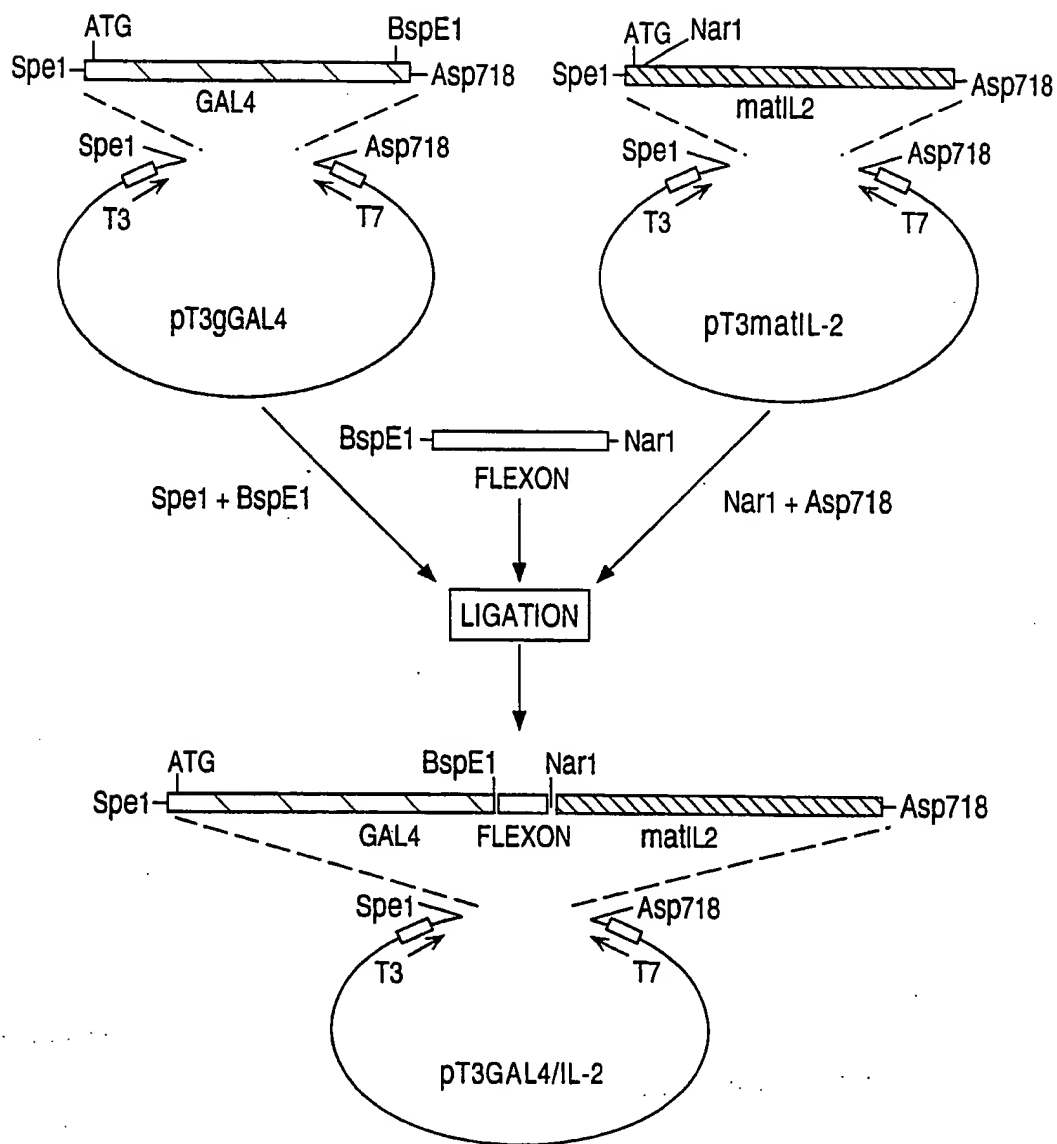 ATG
BspE1
Spe1
Asp718
GAL4
Spe1
Asp718
T3
T7
pT3gGAL4
ATG
Nar1
Spe1
Asp718
matIL2
Spe1
Asp718
T3
T7
pT3matIL-2
BspE1
Nar1
FLEXON
Spe1 + BspE1
Nar1 + Asp718
LIGATION
ATG
BspE1
Nar1
Spe1
Asp718
GAL4
FLEXON
matIL2
Spe1
Asp718
T3
T7
pT3GAL4/IL-2